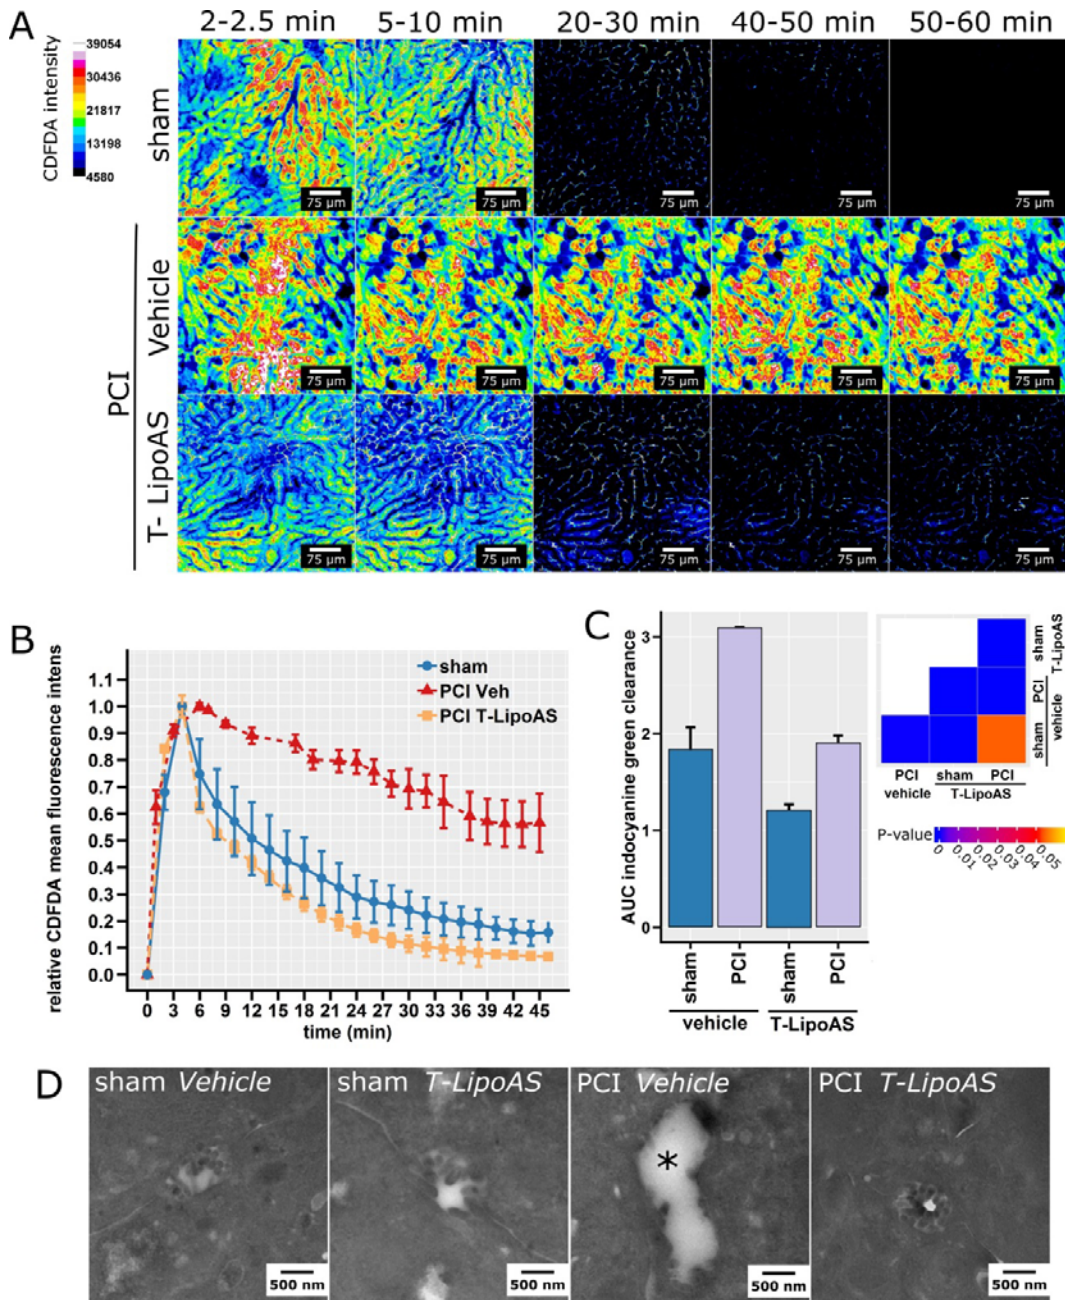 A
2-2.5 min 5-10 min 20-30 min 40-50 min 50-60 min
CDFDA intensity
39054
30436
21817
13198
4580
sham
75 µm 75 µm 75 µm 75 µm 75 µm
PCI
Vehicle
75 µm 75 µm 75 µm 75 µm 75 µm
T- LipoAS
75 µm 75 µm 75 µm 75 µm 75 µm
B
relative CDFDA mean fluorescence intens
1.1
1.0
0.9
0.8
0.7
0.6
0.5
0.4
0.3
0.2
0.1
0.0
sham
PCI Veh
PCI T-LipoAS
0 3 6 9 12 15 18 21 24 27 30 33 36 39 42 45
time (min)
C
AUC indocyanine green clearance
3
2
1
0
sham PCI sham PCI
vehicle T-LipoAS
sham T-LipoAS
PCI vehicle
sham
PCI sham PCI
vehicle T-LipoAS
P-value
0 0.01 0.02 0.03 0.04 0.05
D
sham Vehicle sham T-LipoAS PCI Vehicle PCI T-LipoAS
*
500 nm 500 nm 500 nm 500 nm